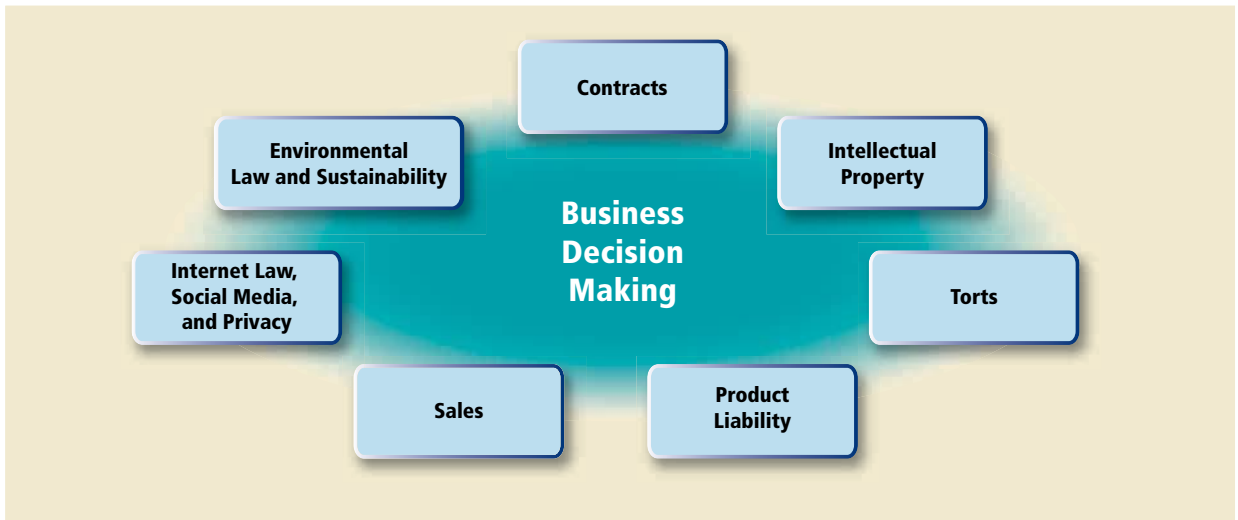 Contracts
Environmental
Law and Sustainability
Intellectual
Property
Business
Decision
Making
Internet Law,
Social Media,
and Privacy
Torts
Sales
Product
Liability